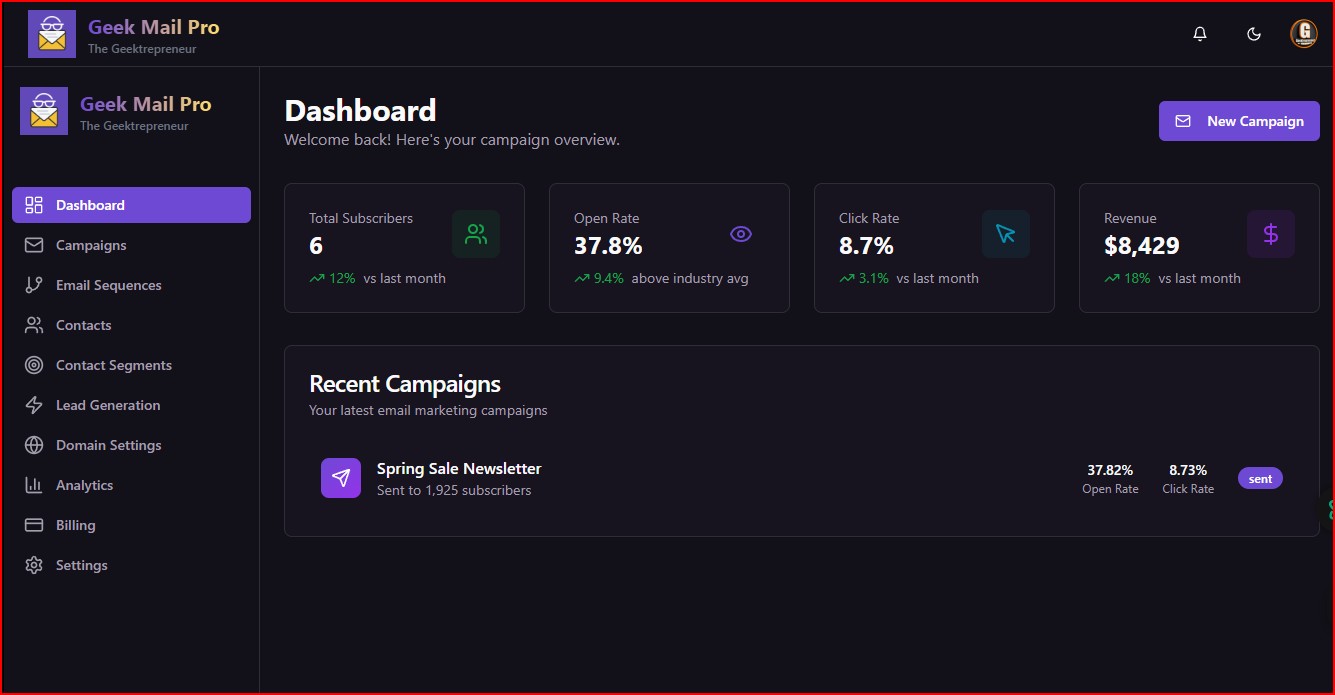 Geek Mail Pro
The Geektrepreneur
Geek Mail Pro
The Geektrepreneur
Dashboard
Campaigns
Email Sequences
Contacts
Contact Segments
Lead Generation
Domain Settings
Analytics
Billing
Settings
Dashboard
Welcome back! Here's your campaign overview.
New Campaign
Total Subscribers
6
12% vs last month
Open Rate
37.8%
9.4% above industry avg
Click Rate
8.7%
3.1% vs last month
Revenue
$8,429
18% vs last month
Recent Campaigns
Your latest email marketing campaigns
Spring Sale Newsletter
Sent to 1,925 subscribers
37.82%
Open Rate
8.73%
Click Rate
sent